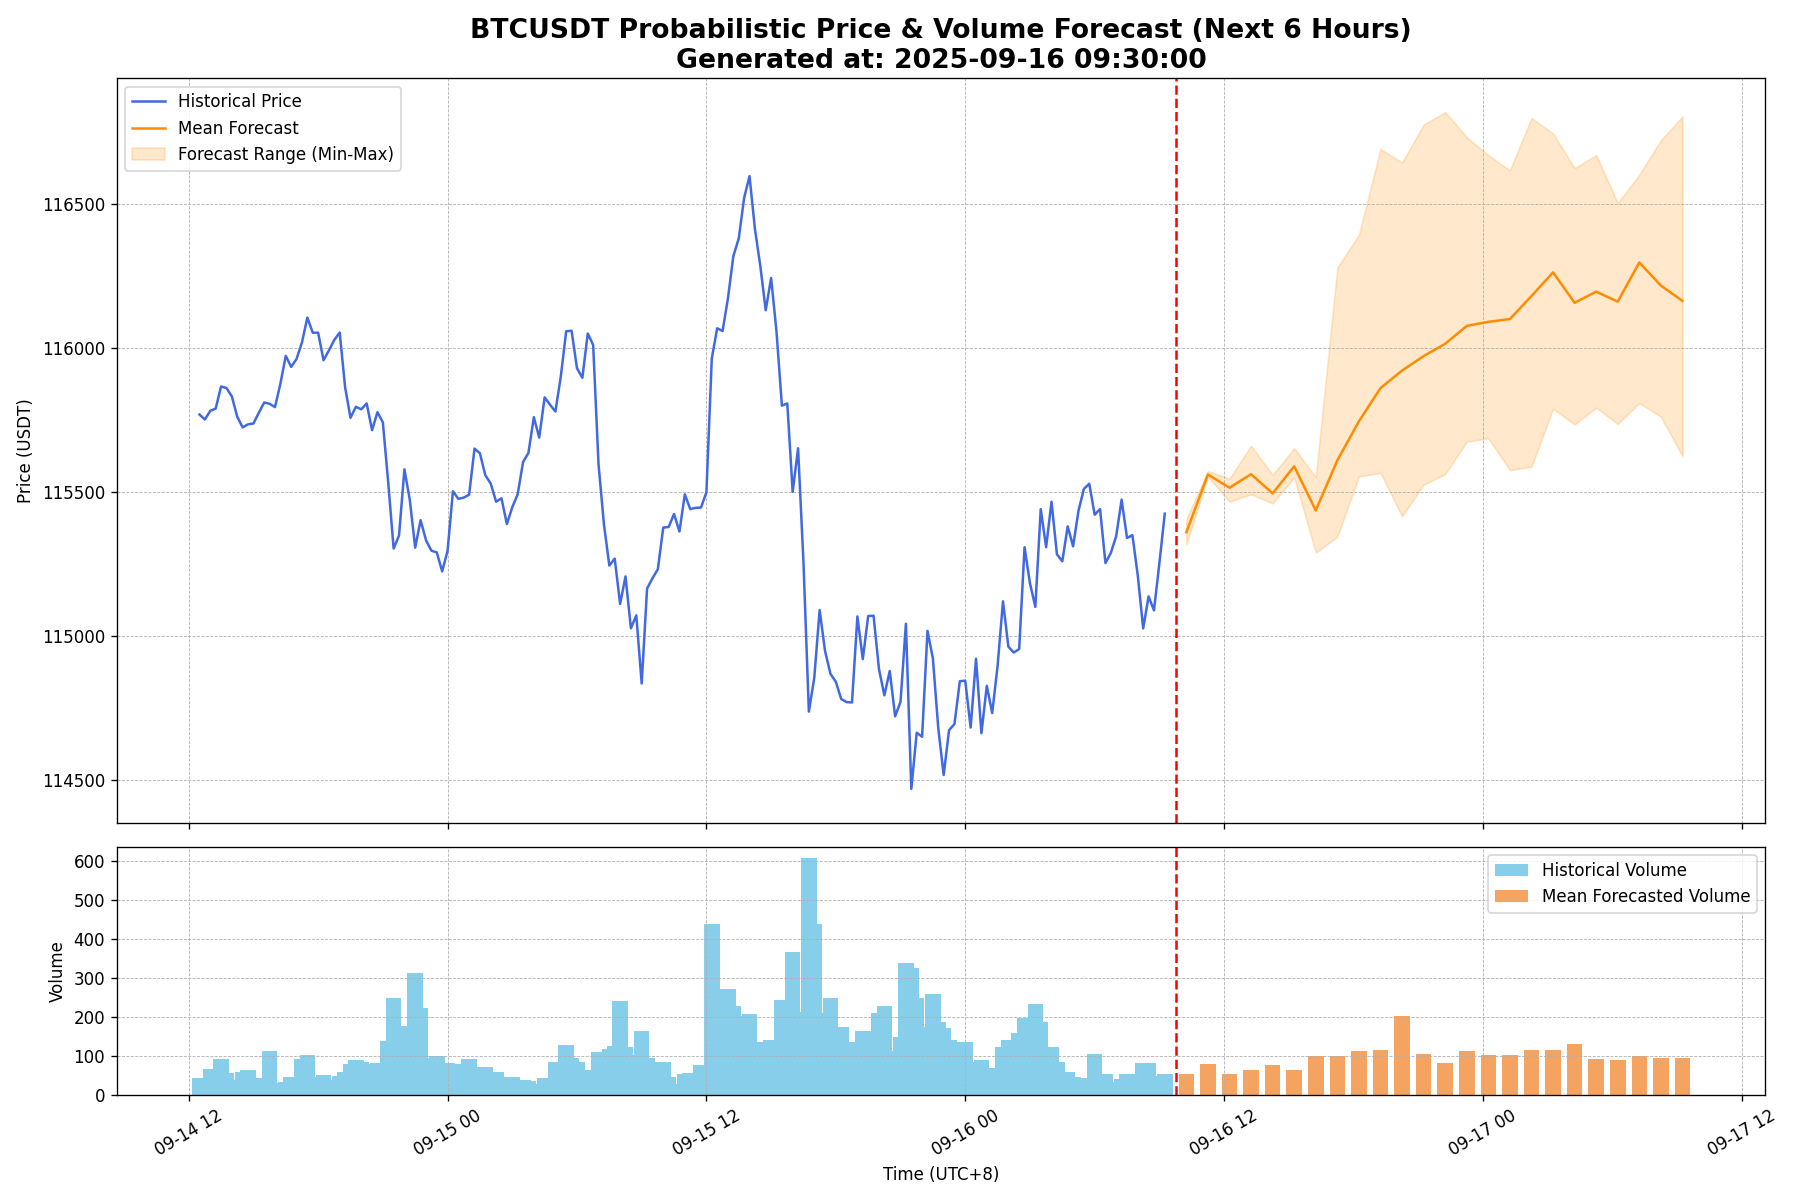 BTCUSDT Probabilistic Price & Volume Forecast (Next 6 Hours)
Generated at: 2025-09-16 09:30:00
Historical Price
Mean Forecast
Forecast Range (Min-Max)
116500
116000
115500
115000
114500
Price (USDT)
Historical Volume
Mean Forecasted Volume
600
500
400
300
200
100
0
Volume
09-14 12
09-15 00
09-15 12
09-16 00
09-16 12
09-17 00
09-17 12
Time (UTC+8)